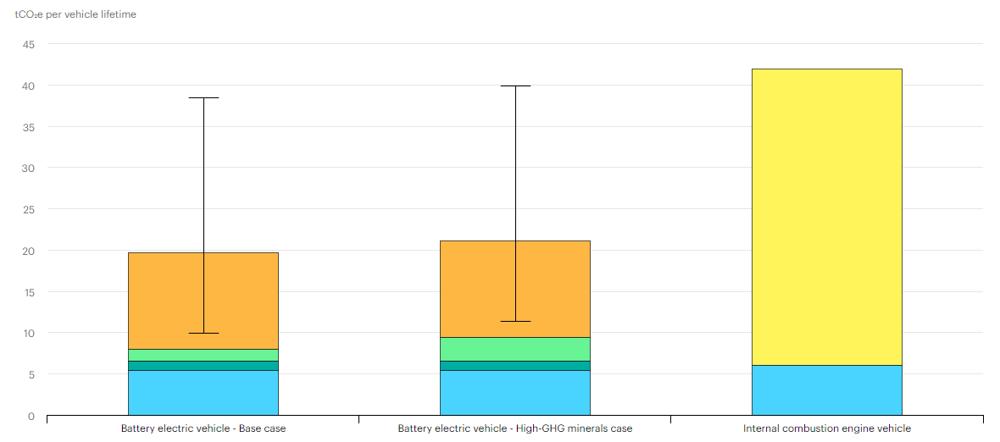 tCO₂e per vehicle lifetime
45
40
35
30
25
20
15
10
5
0
Battery electric vehicle - Base case
Battery electric vehicle - High-GHG minerals case
Internal combustion engine vehicle